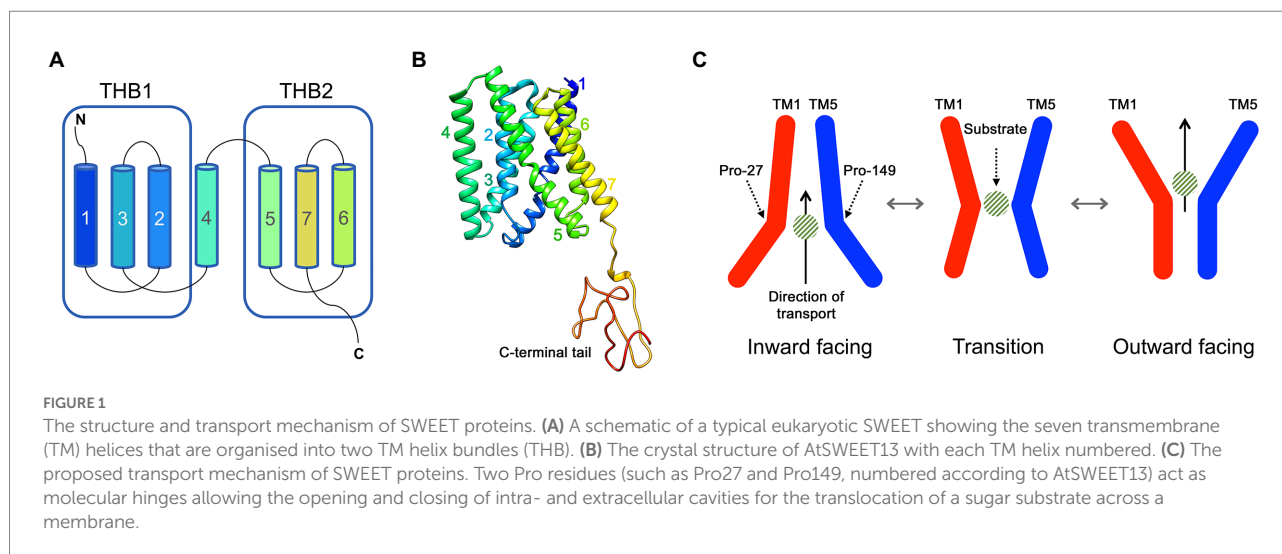 A
THB1
THB2
N
1
3
2
4
5
7
6
C
B
1
2
3
4
5
6
7
C-terminal tail
C
TM1
TM5
Pro-27
Pro-149
Direction of
transport
Inward facing
TM1
TM5
Substrate
Transition
TM1
TM5
Outward facing
FIGURE 1
The structure and transport mechanism of SWEET proteins. (A) A schematic of a typical eukaryotic SWEET showing the seven transmembrane
(TM) helices that are organised into two TM helix bundles (THB). (B) The crystal structure of AtSWEET13 with each TM helix numbered. (C) The
proposed transport mechanism of SWEET proteins. Two Pro residues (such as Pro27 and Pro149, numbered according to AtSWEET13) act as
molecular hinges allowing the opening and closing of intra- and extracellular cavities for the translocation of a sugar substrate across a
membrane.